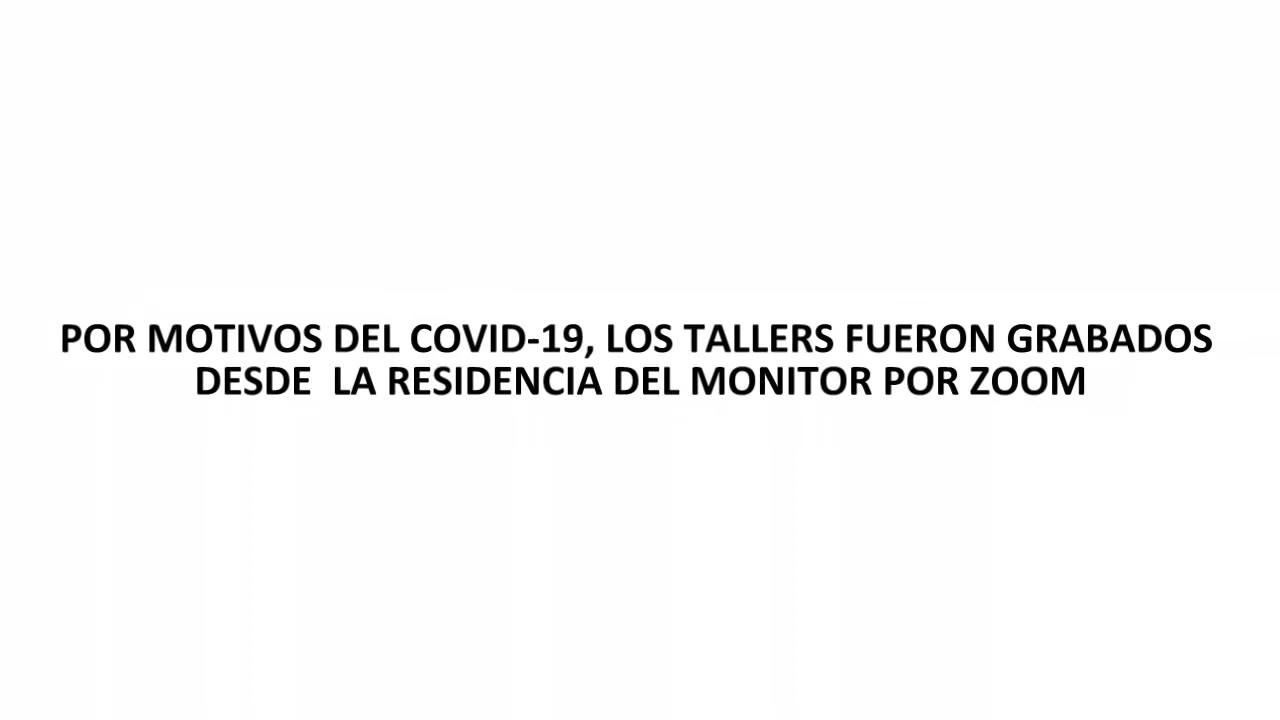 POR MOTIVOS DEL COVID-19, LOS TALLERS FUERON GRABADOS
DESDE  LA RESIDENCIA DEL MONITOR POR ZOOM